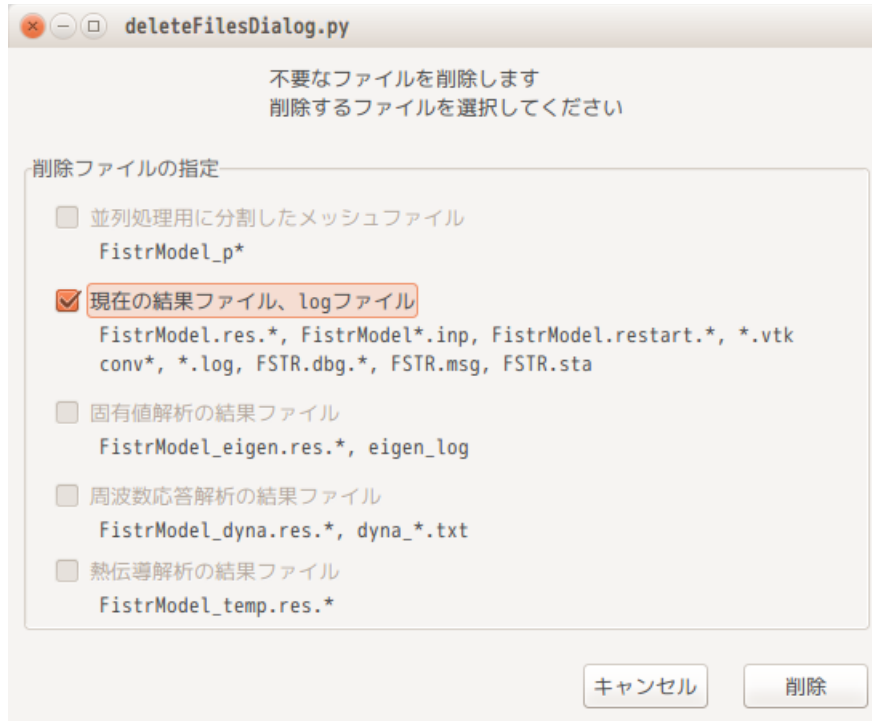 deleteFilesDialog.py
不要なファイルを削除します
削除するファイルを選択してください
削除ファイルの指定
並列処理用に分割したメッシュファイル
FistrModel_p*
現在の結果ファイル、logファイル
FistrModel.res.*, FistrModel*.inp, FistrModel.restart.*, *.vtk
conv*, *.log, FSTR.dbg.*, FSTR.msg, FSTR.sta
固有値解析の結果ファイル
FistrModel_eigen.res.*, eigen_log
周波数応答解析の結果ファイル
FistrModel_dyna.res.*, dyna_*.txt
熱伝導解析の結果ファイル
FistrModel_temp.res.*
キャンセル
削除